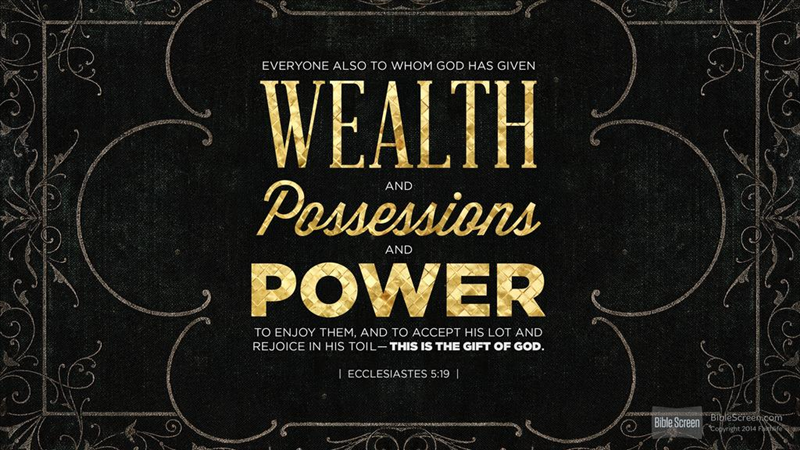 EVERYONE ALSO TO WHOM GOD HAS GIVEN
WEALTH
AND
Possessions
AND
POWER
TO ENJOY THEM, AND TO ACCEPT HIS LOT AND
REJOICE IN HIS TOIL—THIS IS THE GIFT OF GOD.
| ECCLESIASTES 5:19 |
Bible Screen
BibleScreen.com
Copyright 2014 Faithlife